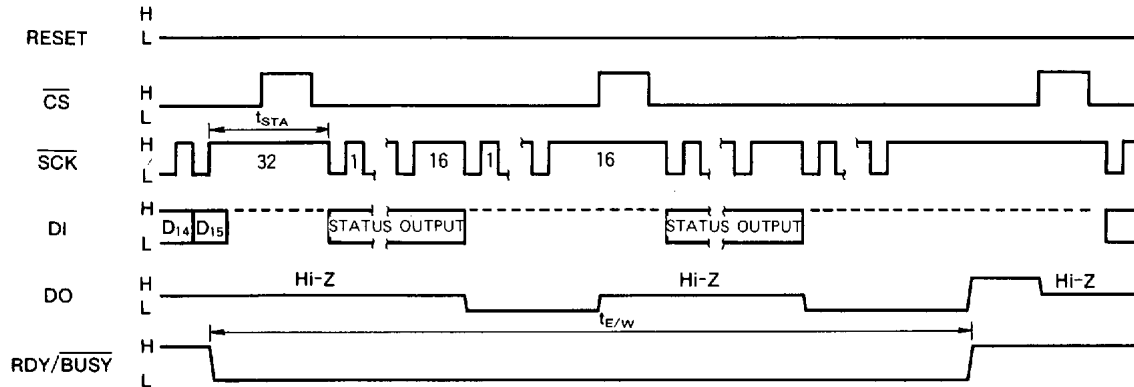 H
RESET L
CS H
L
t_STA
SCK H 32 1 16 1 16
L
DI H D14 D15 STATUS OUTPUT STATUS OUTPUT
L
Hi-Z Hi-Z Hi-Z
DO H
L
t_E/W
RDY/BUSY H
L